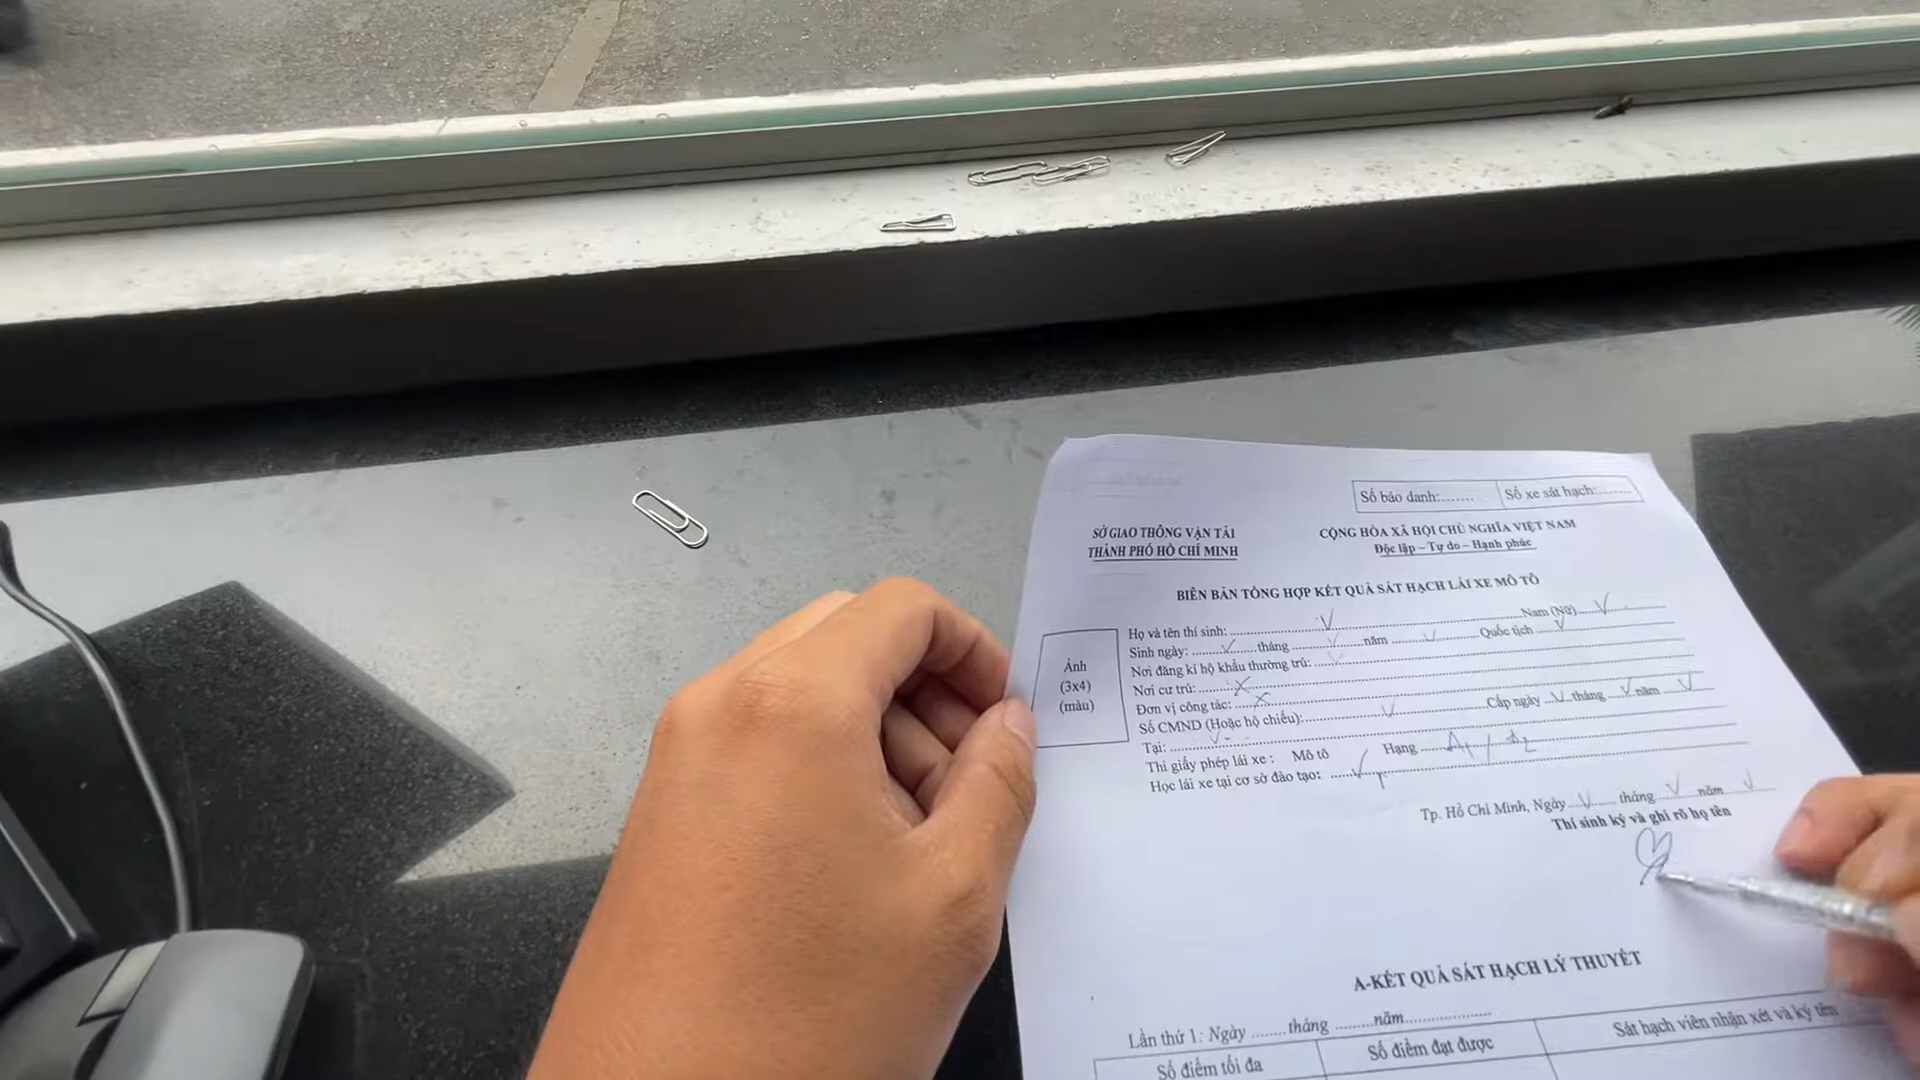 Số báo danh:........ Số xe sát hạch:........
SỞ GIAO THÔNG VẬN TẢI
THÀNH PHỐ HỒ CHÍ MINH
CỘNG HÒA XÃ HỘI CHỦ NGHĨA VIỆT NAM
Độc lập – Tự do – Hạnh phúc
BIÊN BẢN TỔNG HỢP KẾT QUẢ SÁT HẠCH LÁI XE MÔ TÔ
Ảnh
(3x4)
(màu)
Họ và tên thí sinh: ........ V ........ Nam (Nữ) ..... V .....
Sinh ngày: ..... V ..... tháng ..... V ..... năm ..... V ..... Quốc tịch ..... V .....
Nơi đăng kí hộ khẩu thường trú: ..... V .....
Nơi cư trú: ..... X .....
Đơn vị công tác: ..... X .....
Số CMND (Hoặc hộ chiếu): ..... V ..... Cấp ngày ... V ... tháng ... V ... năm ... V ...
Tại: ..... V .....
Thi giấy phép lái xe : Mô tô Hạng ..... A1 / A2 .....
Học lái xe tại cơ sở đào tạo: ..... V .....
Tp. Hồ Chí Minh, Ngày ... V ... tháng ... V ... năm ... V ...
Thí sinh ký và ghi rõ họ tên
A-KẾT QUẢ SÁT HẠCH LÝ THUYẾT
Lần thứ 1: Ngày ........ tháng ......... năm.....................
Số điểm tối đa Số điểm đạt được Sát hạch viên nhận xét và ký tên